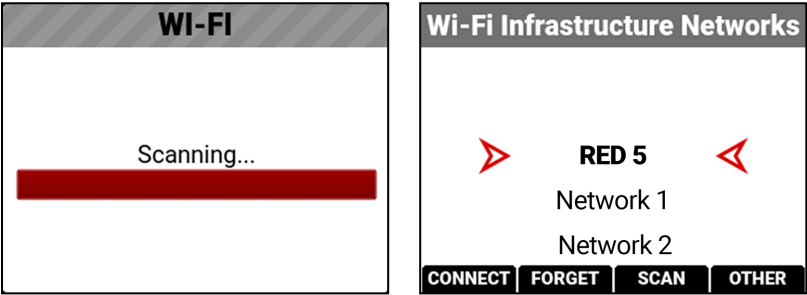 WI-FI
Scanning...
Wi-Fi Infrastructure Networks
RED 5
Network 1
Network 2
CONNECT FORGET SCAN OTHER